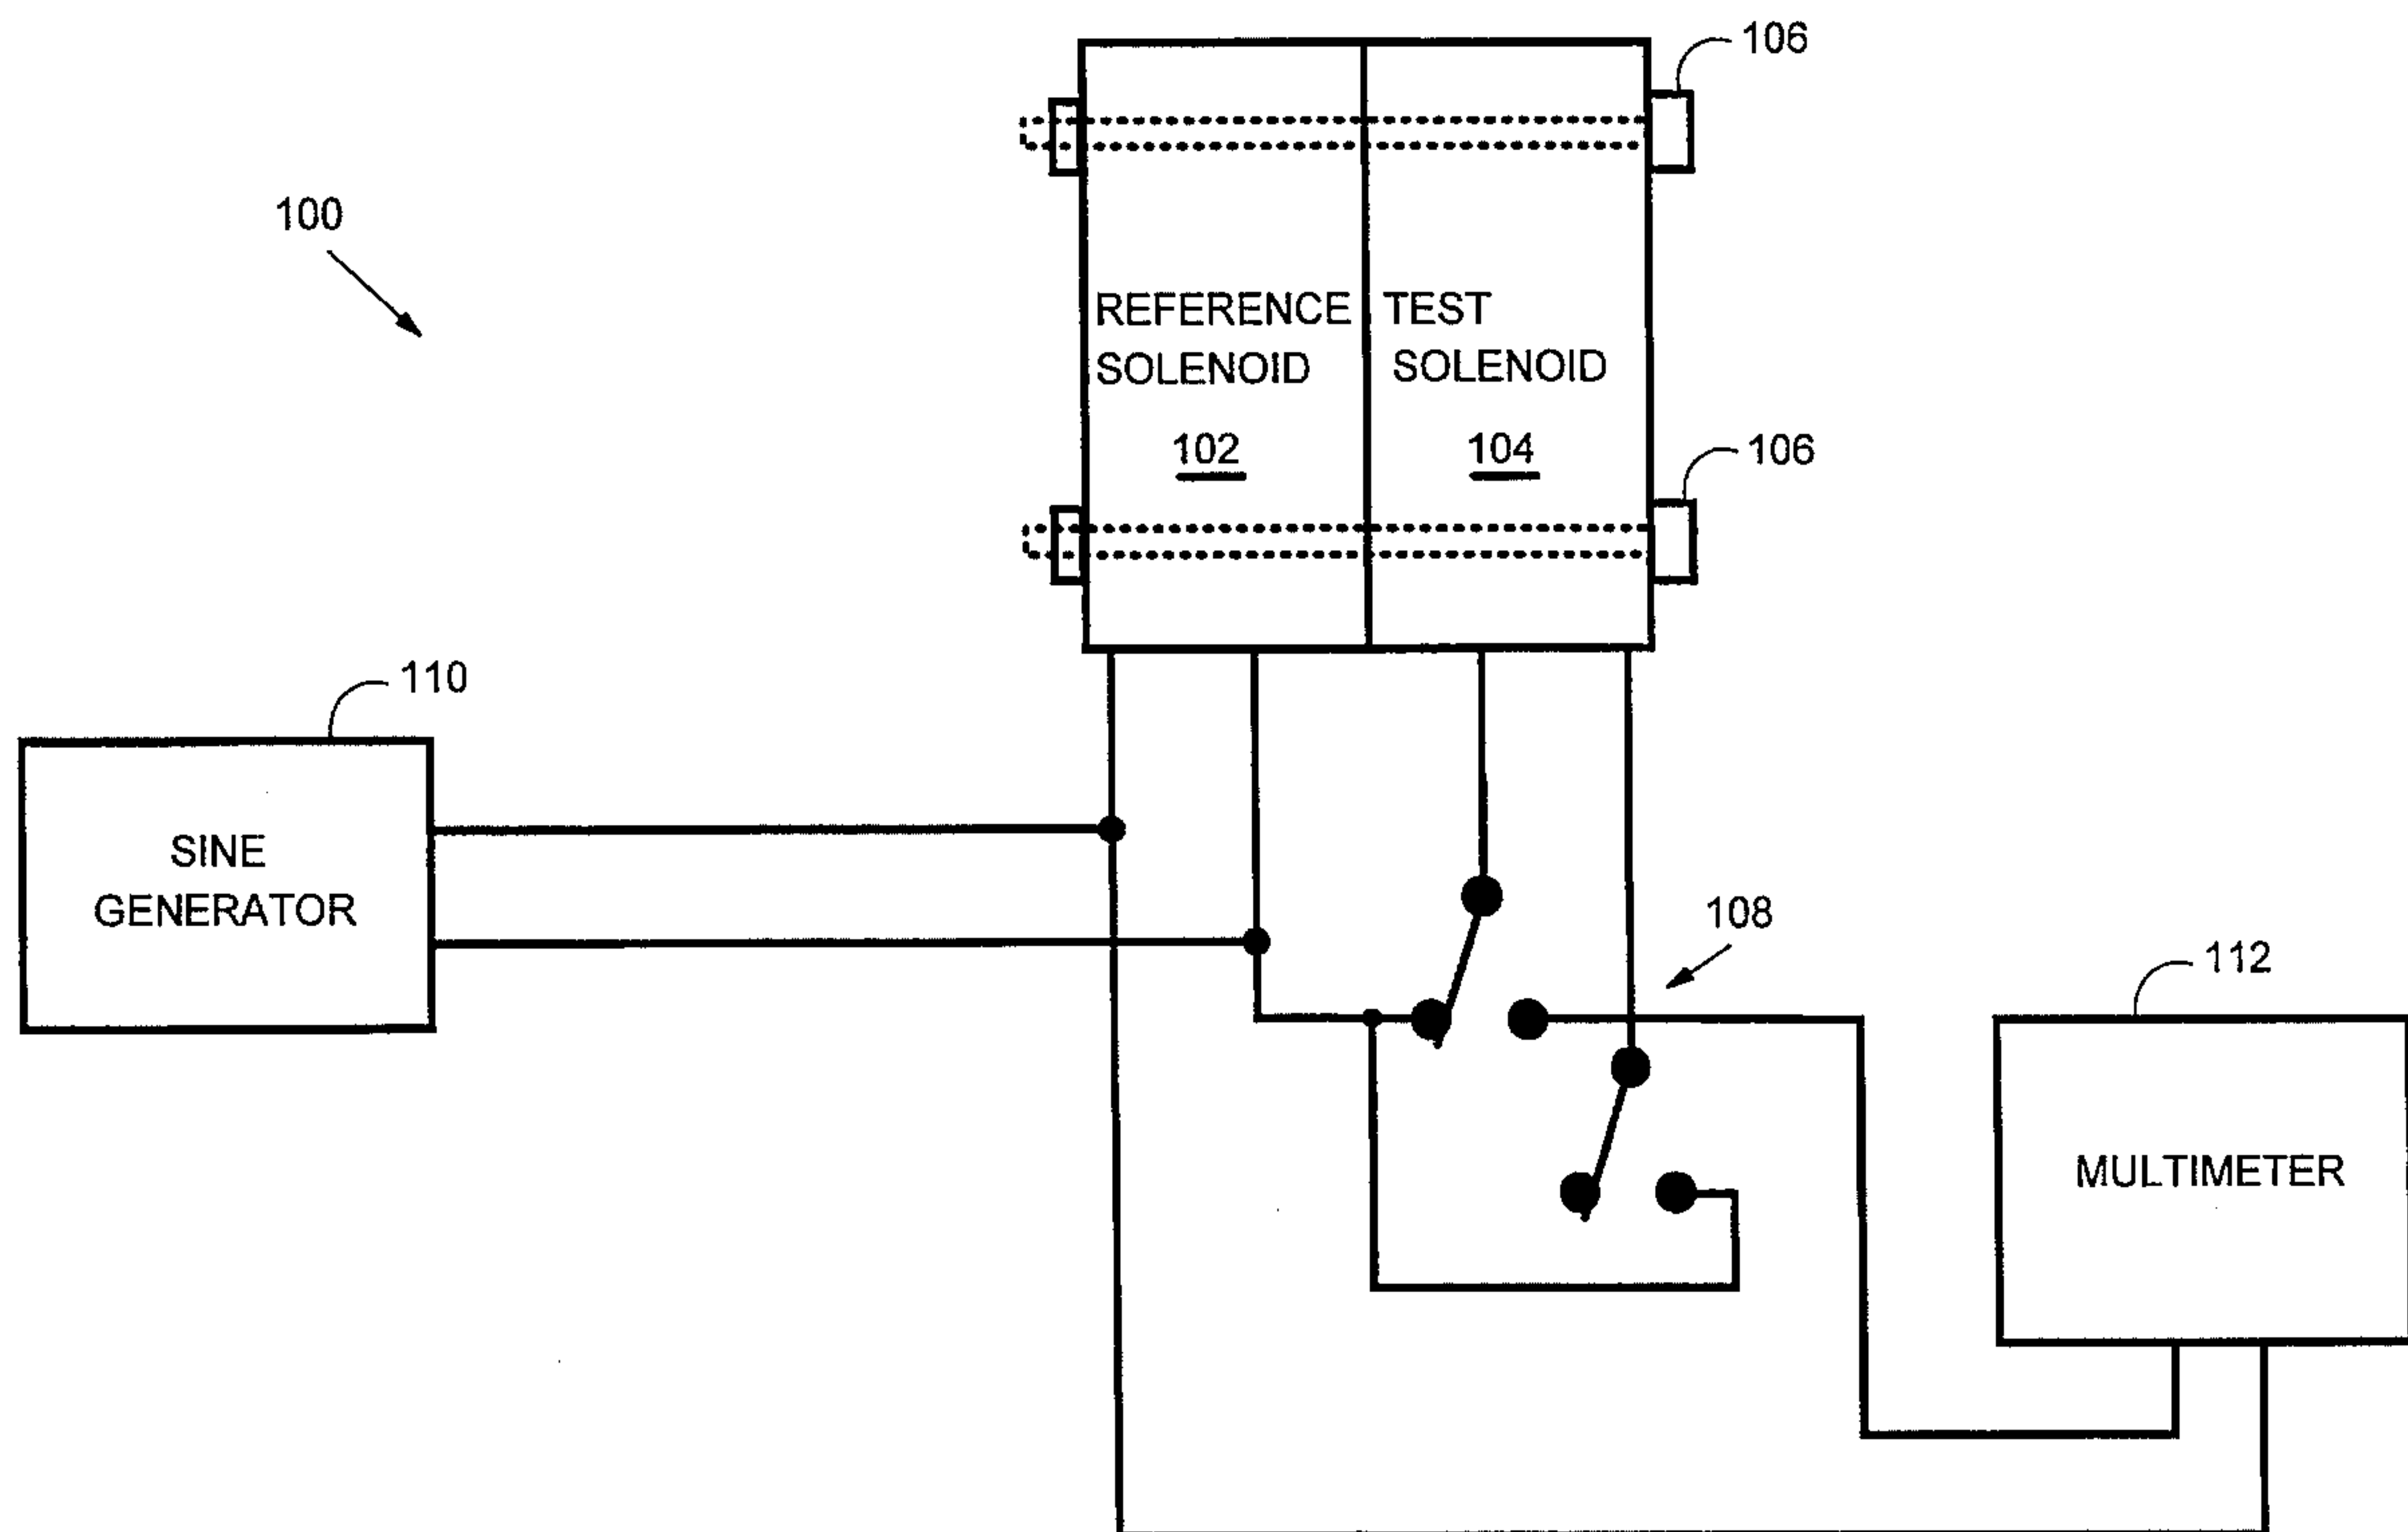 106
100
REFERENCE
SOLENOID
102
TEST
SOLENOID
104
106
110
SINE
GENERATOR
108
112
MULTIMETER